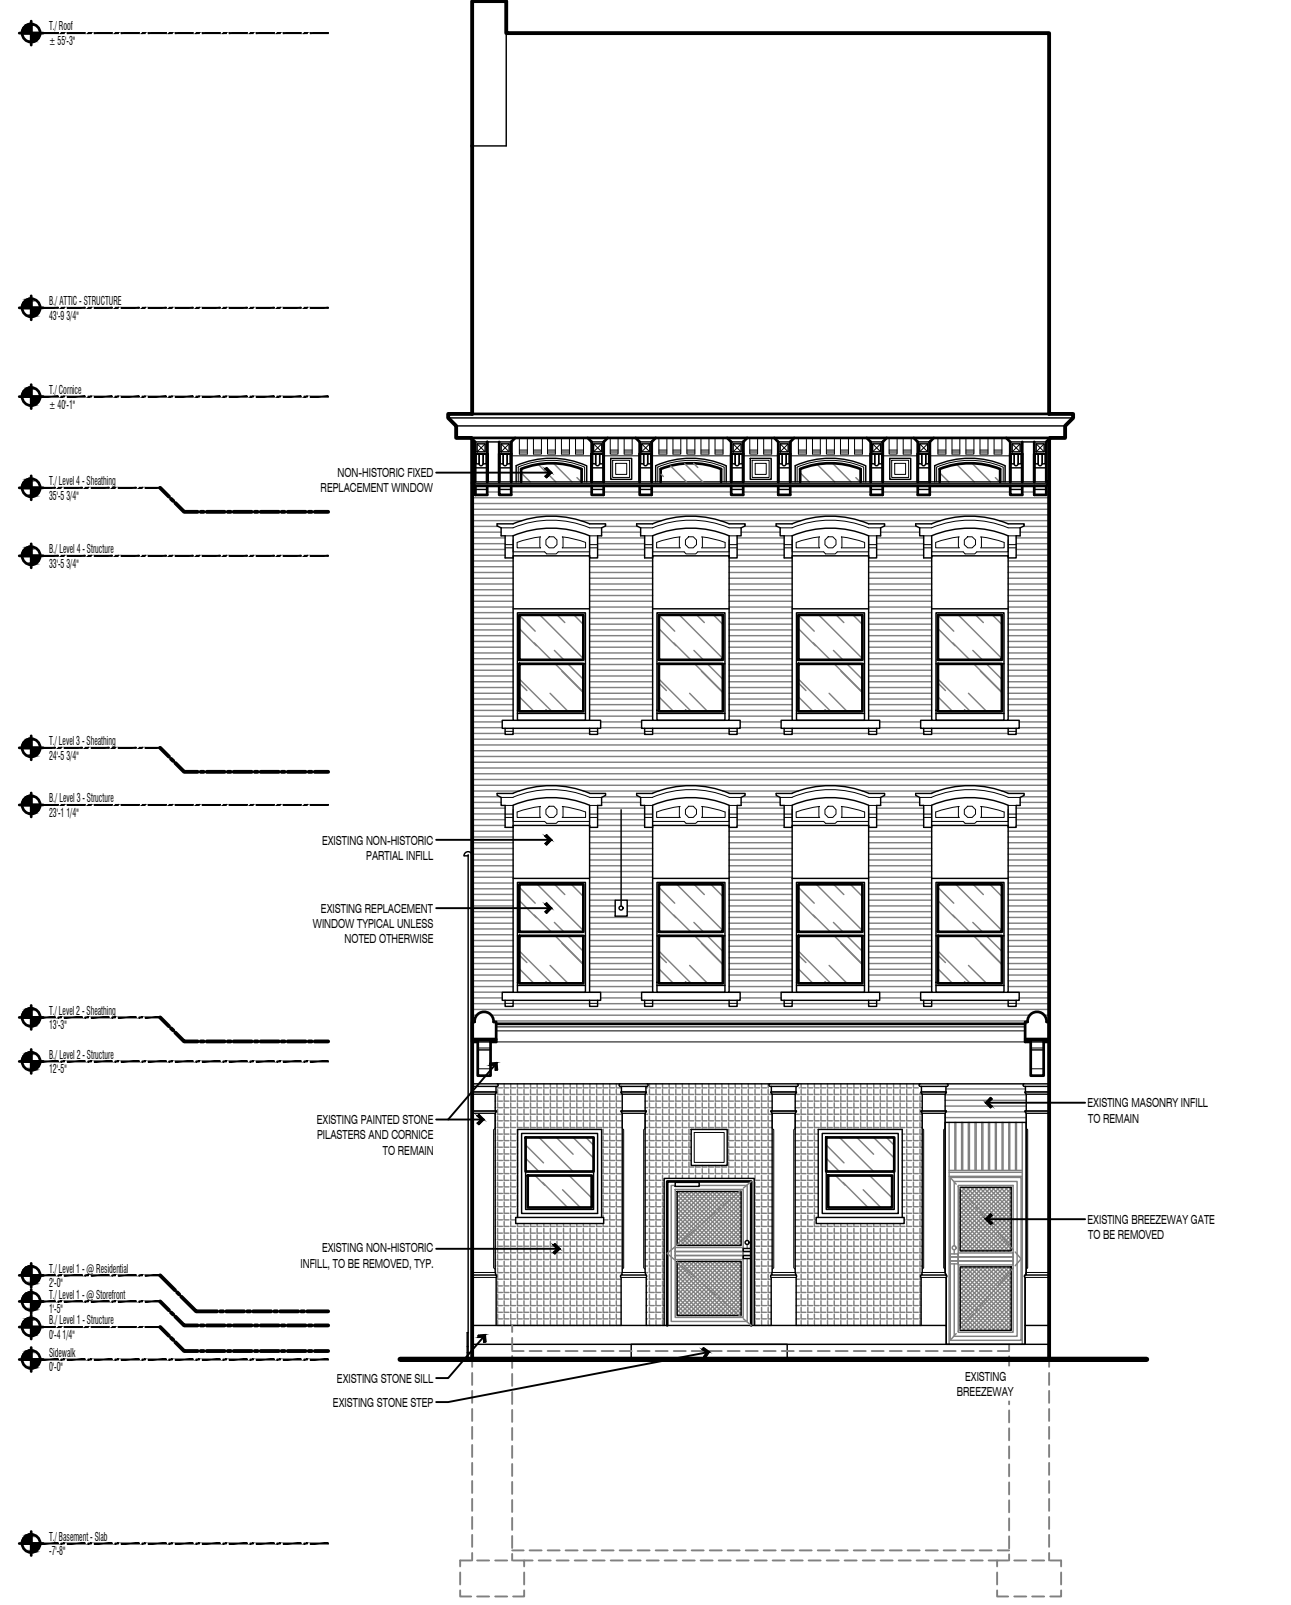 T./ Roof
± 55'-3"
B./ ATTIC - STRUCTURE
43'-9 3/4"
T./ Cornice
± 40'-1"
T./ Level 4 - Sheathing
35'-5 3/4"
B./ Level 4 - Structure
33'-5 3/4"
T./ Level 3 - Sheathing
24'-5 3/4"
B./ Level 3 - Structure
23'-1 1/4"
T./ Level 2 - Sheathing
13'-3"
B./ Level 2 - Structure
12'-5"
T./ Level 1 - @ Residential
2'-0"
T./ Level 1 - @ Storefront
1'-5"
B./ Level 1 - Structure
0'-4 1/4"
Sidewalk
0'-0"
T./ Basement - Slab
-7'-8"
NON-HISTORIC FIXED
REPLACEMENT WINDOW
EXISTING NON-HISTORIC
PARTIAL INFILL
EXISTING REPLACEMENT
WINDOW TYPICAL UNLESS
NOTED OTHERWISE
EXISTING PAINTED STONE
PILASTERS AND CORNICE
TO REMAIN
EXISTING NON-HISTORIC
INFILL, TO BE REMOVED, TYP.
EXISTING STONE SILL
EXISTING STONE STEP
EXISTING MASONRY INFILL
TO REMAIN
EXISTING BREEZEWAY GATE
TO BE REMOVED
EXISTING
BREEZEWAY